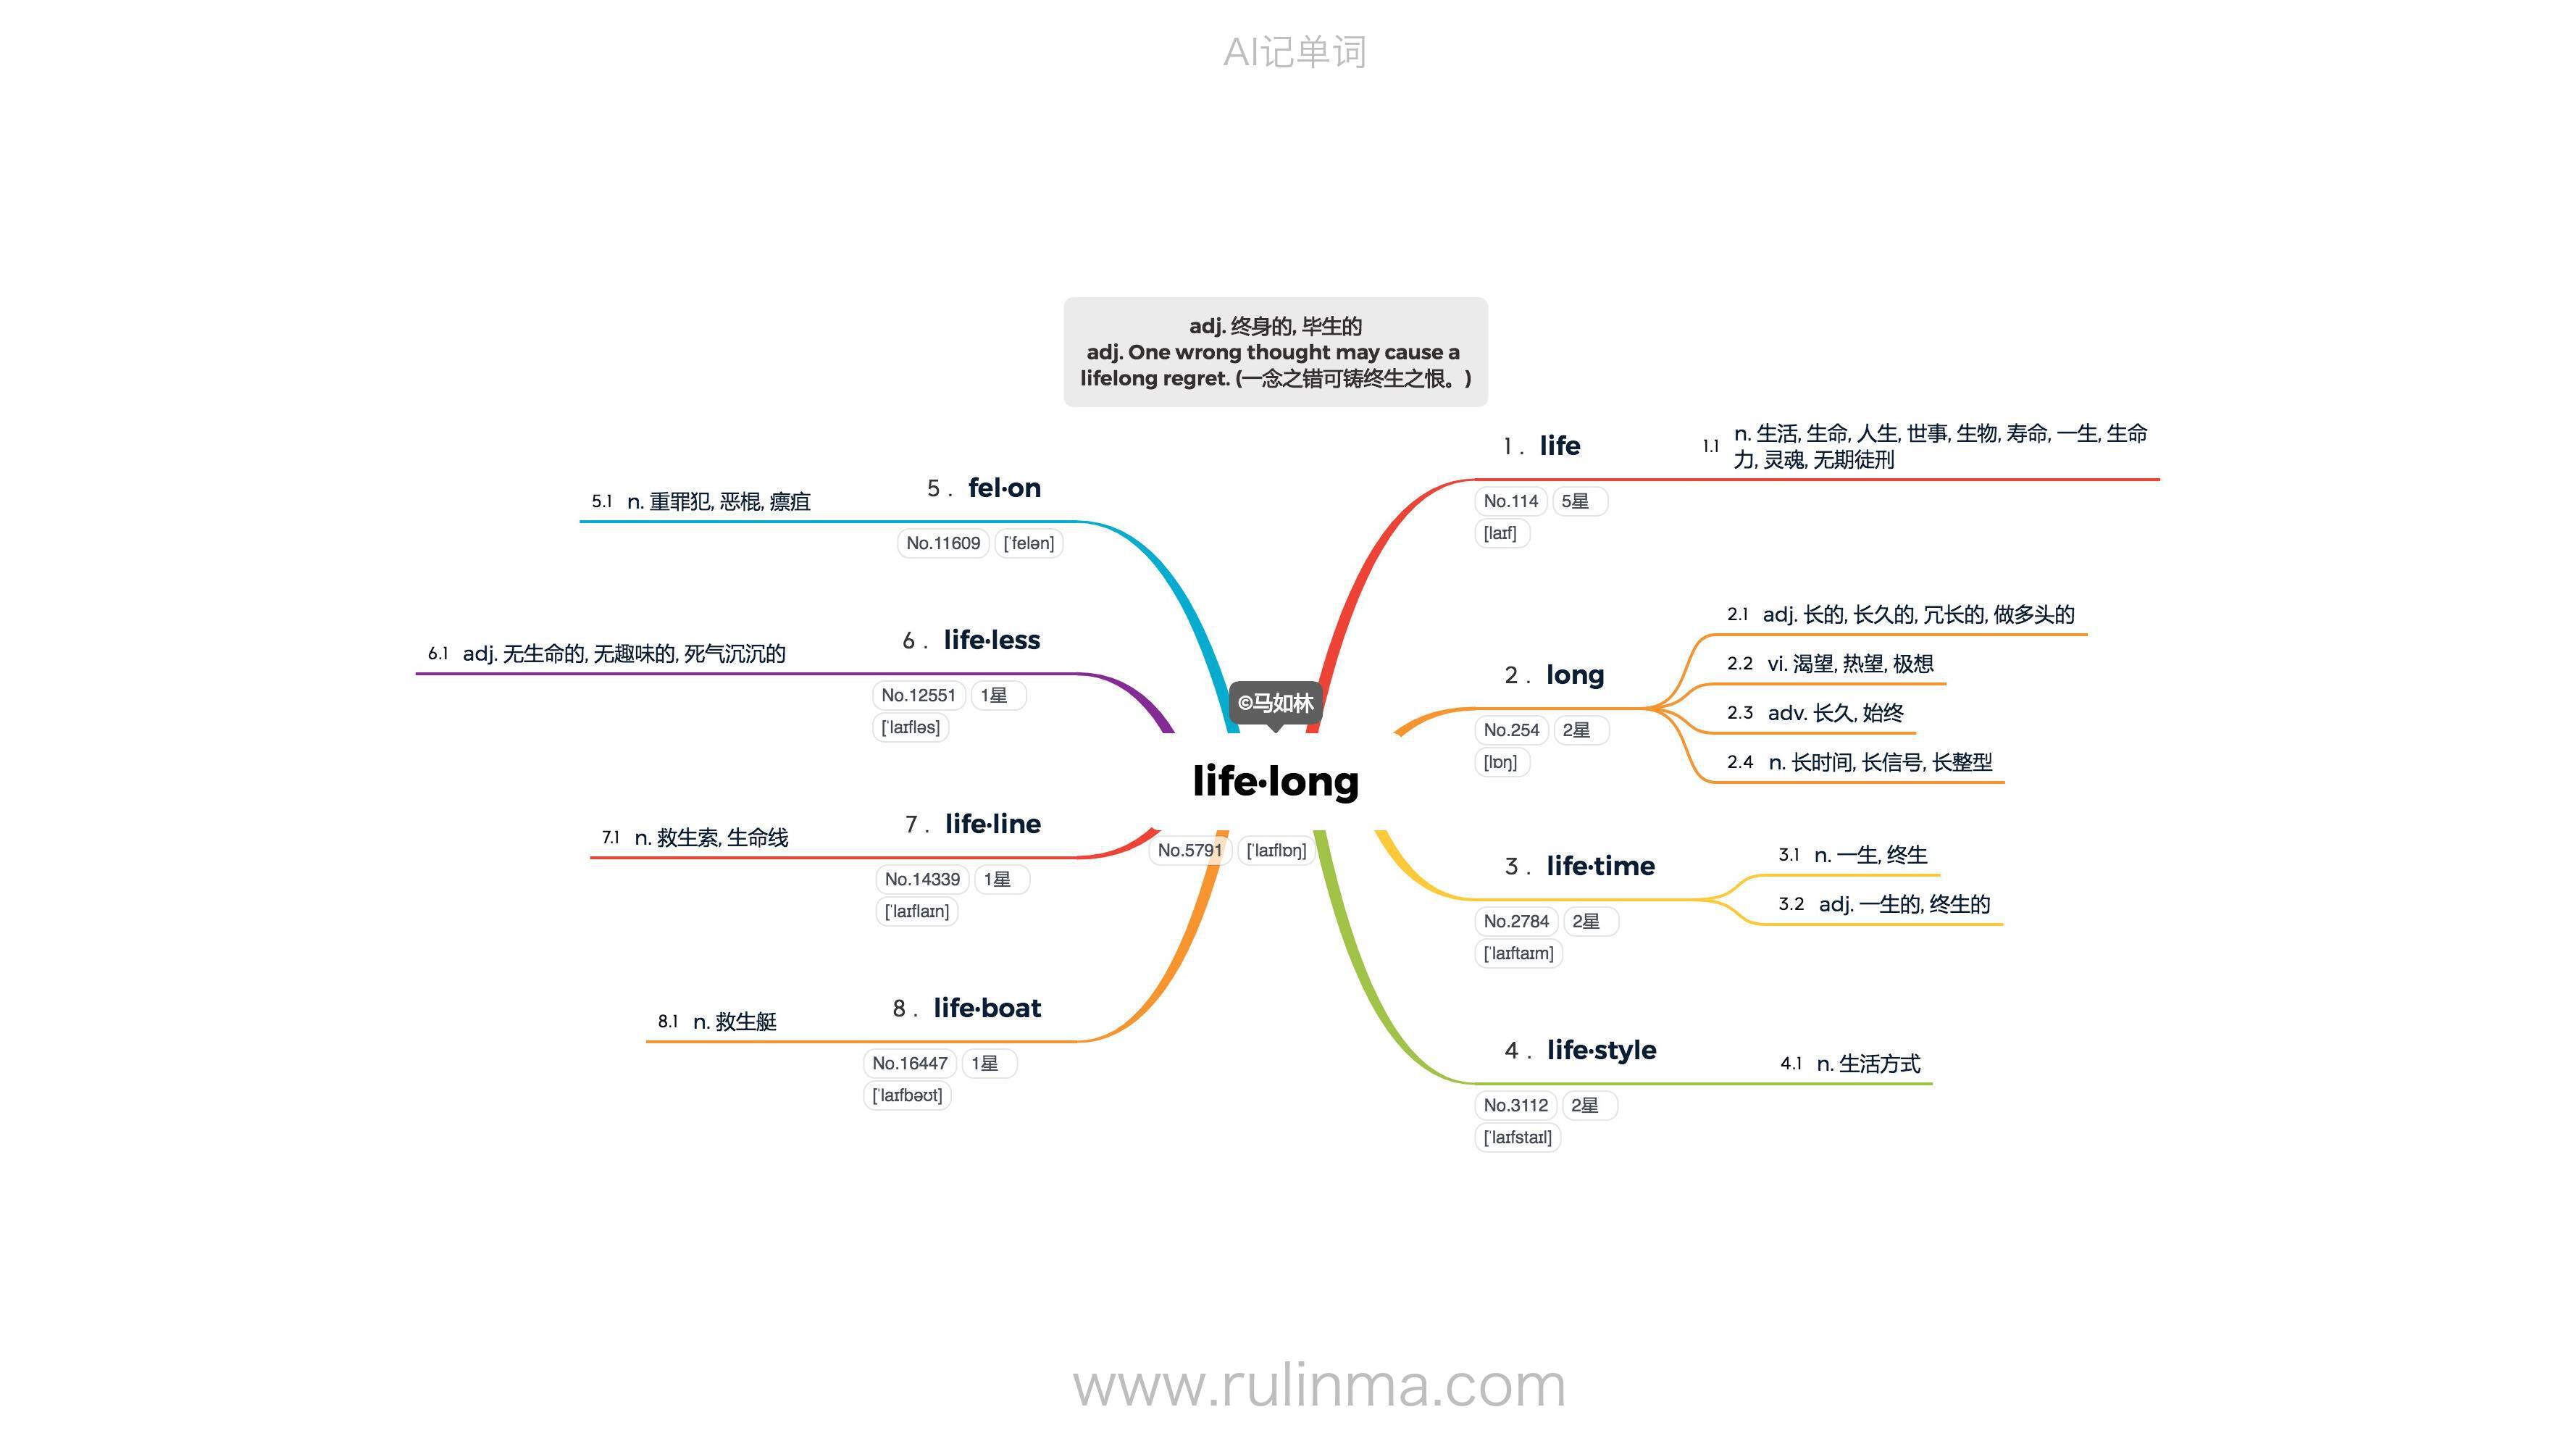 AI记单词
adj. 终身的, 毕生的
adj. One wrong thought may cause a
lifelong regret. (一念之错可铸终生之恨。)
©马如林
life·long
No.5791 [ˈlaɪflɒŋ]
1 . life
No.114 5星
[laɪf]
1.1 n. 生活, 生命, 人生, 世事, 生物, 寿命, 一生, 生命
力, 灵魂, 无期徒刑
2 . long
No.254 2星
[lɒŋ]
2.1 adj. 长的, 长久的, 冗长的, 做多头的
2.2 vi. 渴望, 热望, 极想
2.3 adv. 长久, 始终
2.4 n. 长时间, 长信号, 长整型
3 . life·time
No.2784 2星
[ˈlaɪftaɪm]
3.1 n. 一生, 终生
3.2 adj. 一生的, 终生的
4 . life·style
No.3112 2星
[ˈlaɪfstaɪl]
4.1 n. 生活方式
5 . fel·on
No.11609 [ˈfelən]
5.1 n. 重罪犯, 恶棍, 瘭疽
6 . life·less
No.12551 1星
[ˈlaɪfləs]
6.1 adj. 无生命的, 无趣味的, 死气沉沉的
7 . life·line
No.14339 1星
[ˈlaɪflaɪn]
7.1 n. 救生索, 生命线
8 . life·boat
No.16447 1星
[ˈlaɪfbəʊt]
8.1 n. 救生艇
www.rulinma.com